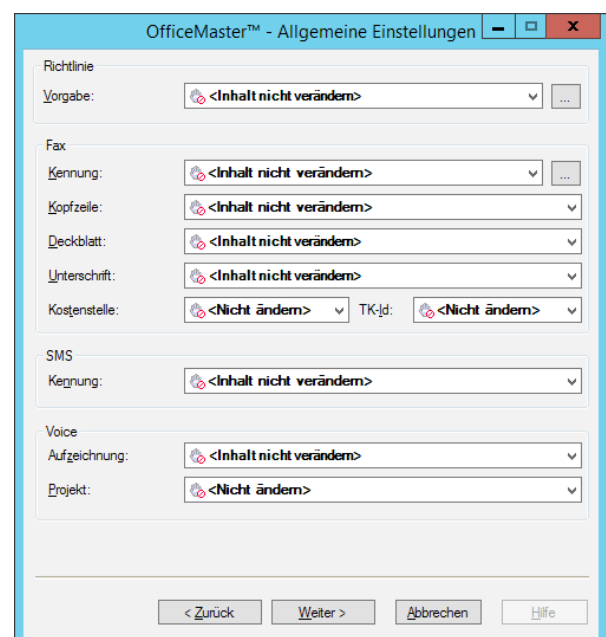 OfficeMaster™ - Allgemeine Einstellungen
Richtlinie
Vorgabe: <Inhalt nicht verändern> ...
Fax
Kennung: <Inhalt nicht verändern> ...
Kopfzeile: <Inhalt nicht verändern>
Deckblatt: <Inhalt nicht verändern>
Unterschrift: <Inhalt nicht verändern>
Kostenstelle: <Nicht ändern> TK-Id: <Nicht ändern>
SMS
Kennung: <Inhalt nicht verändern>
Voice
Aufzeichnung: <Inhalt nicht verändern>
Projekt: <Nicht ändern>
< Zurück Weiter > Abbrechen Hilfe